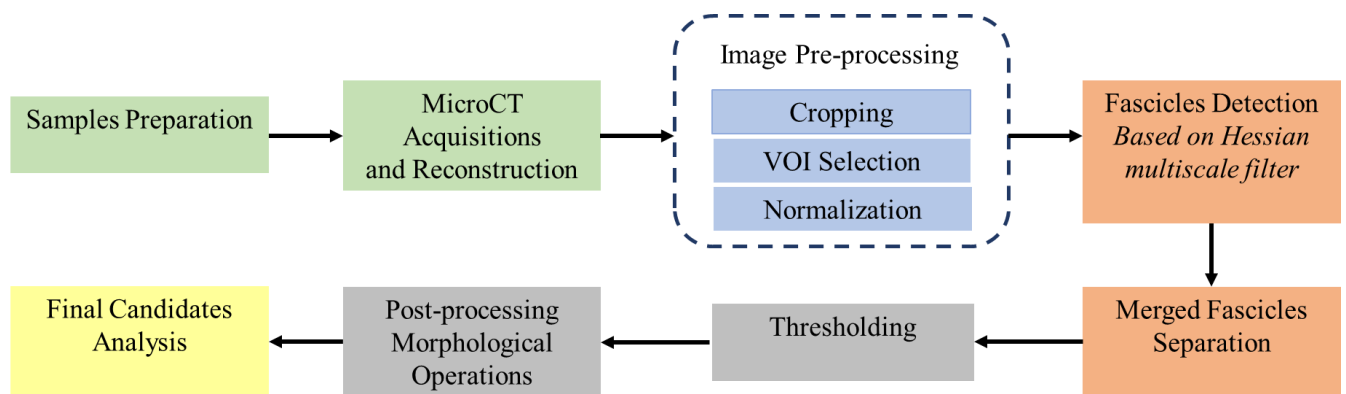 Samples Preparation
MicroCT
Acquisitions
and Reconstruction
Image Pre-processing
Cropping
VOI Selection
Normalization
Fascicles Detection
Based on Hessian
multiscale filter
Merged Fascicles
Separation
Thresholding
Post-processing
Morphological
Operations
Final Candidates
Analysis